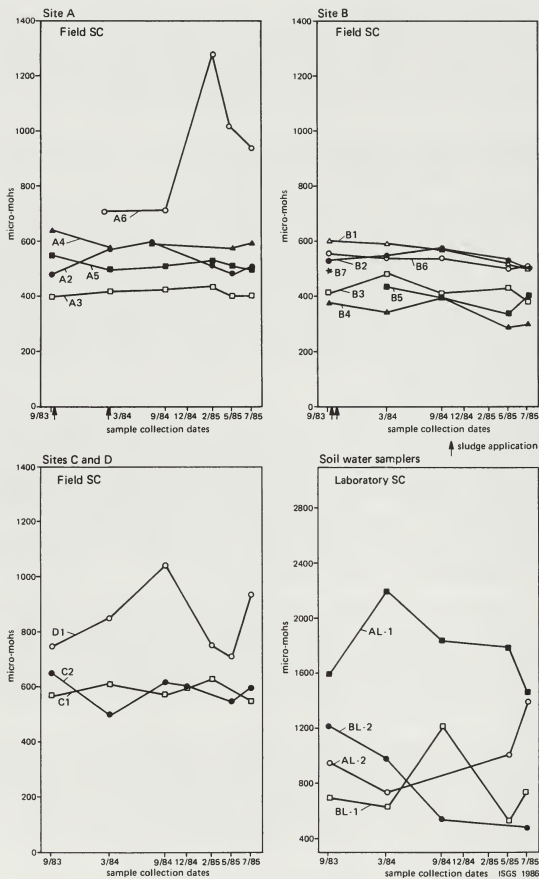 Site A
Field SC
1400
1200
1000
800
600
400
200
0
micro-mohs
A6
A4
A2
A5
A3
9/83 3/84 9/84 12/84 2/85 5/85 7/85
sample collection dates
Site B
Field SC
1400
1200
1000
800
600
400
200
0
micro-mohs
B1
B2
B6
B7
B3
B5
B4
9/83 3/84 9/84 12/84 2/85 5/85 7/85
sample collection dates
sludge application
Sites C and D
Field SC
1400
1200
1000
800
600
400
200
0
micro-mohs
D1
C2
C1
9/83 3/84 9/84 12/84 2/85 5/85 7/85
sample collection dates
Soil water samplers
Laboratory SC
2800
2400
2000
1600
1200
800
400
micro-mohs
AL-1
BL-2
AL-2
BL-1
9/83 3/84 9/84 12/84 2/85 5/85 7/85
sample collection dates ISGS 1986